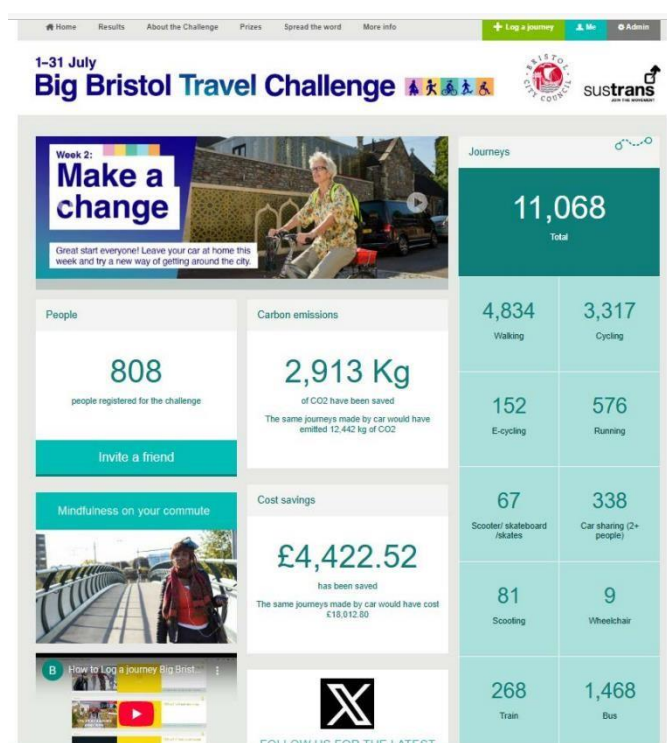 Home Results About the Challenge Prizes Spread the word More info
Log a journey Me Admin
1–31 July
Big Bristol Travel Challenge
BRISTOL CITY COUNCIL
sustrans
JOIN THE MOVEMENT
Week 2:
Make a
change
Great start everyone! Leave your car at home this
week and try a new way of getting around the city.
People
808
people registered for the challenge
Invite a friend
Mindfulness on your commute
B How to Log a journey Big Brist...
Carbon emissions
2,913 Kg
of CO2 have been saved
The same journeys made by car would have
emitted 12,442 kg of CO2
Cost savings
£4,422.52
has been saved
The same journeys made by car would have cost
£18,012.80
X
FOLLOW US FOR THE LATEST
Journeys
11,068
Total
4,834
Walking
3,317
Cycling
152
E-cycling
576
Running
67
Scooter/ skateboard
/skates
338
Car sharing (2+
people)
81
Scooting
9
Wheelchair
268
Train
1,468
Bus